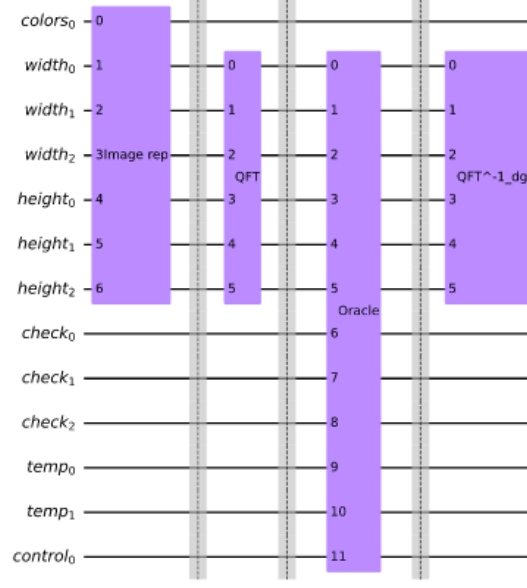 colors0 0
width0 1 0 0 0
width1 2 1 1 1
width2 3Image rep 2 2 2
QFT QFT^-1_dg
height0 4 3 3 3
height1 5 4 4 4
height2 6 5 5 5
Oracle
check0 6
check1 7
check2 8
temp0 9
temp1 10
control0 11